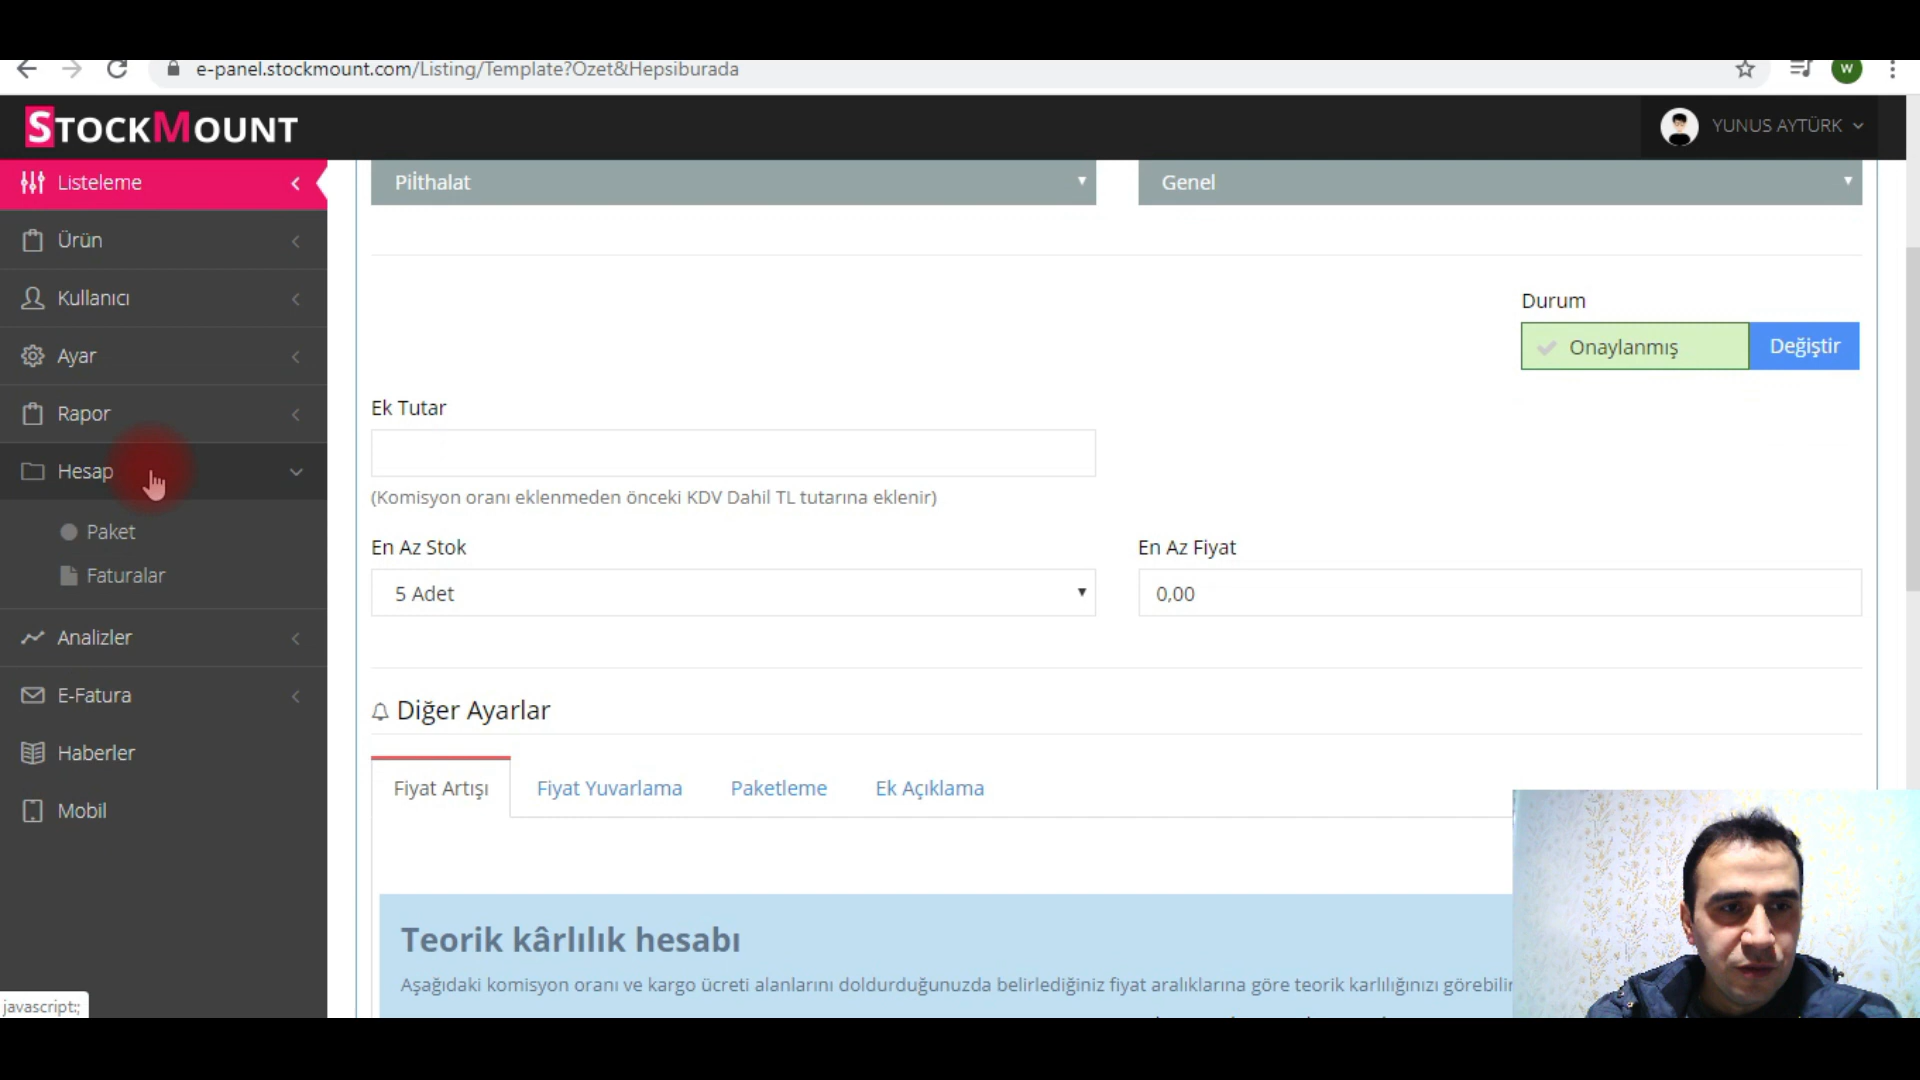 e-panel.stockmount.com/Listing/Template?Ozet&Hepsiburada
W
STOCKMOUNT
YUNUS AYTÜRK
Listeleme
Ürün
Kullanıcı
Ayar
Rapor
Hesap
Paket
Faturalar
Analizler
E-Fatura
Haberler
Mobil
Piİthalat
Genel
Durum
Onaylanmış
Değiştir
Ek Tutar
(Komisyon oranı eklenmeden önceki KDV Dahil TL tutarına eklenir)
En Az Stok
En Az Fiyat
5 Adet
0,00
Diğer Ayarlar
Fiyat Artışı
Fiyat Yuvarlama
Paketleme
Ek Açıklama
Teorik kârlılık hesabı
Aşağıdaki komisyon oranı ve kargo ücreti alanlarını doldurduğunuzda belirlediğiniz fiyat aralıklarına göre teorik karlılığınızı görebilir
javascript:;